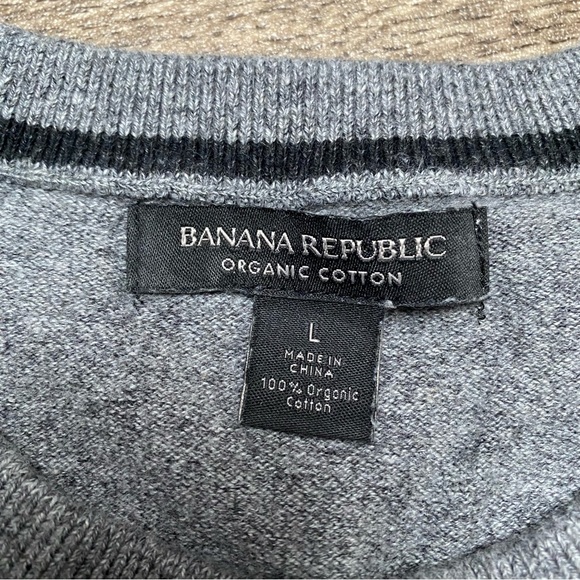 BANANA REPUBLIC
ORGANIC COTTON
L
MADE IN
CHINA
100% Organic
Cotton